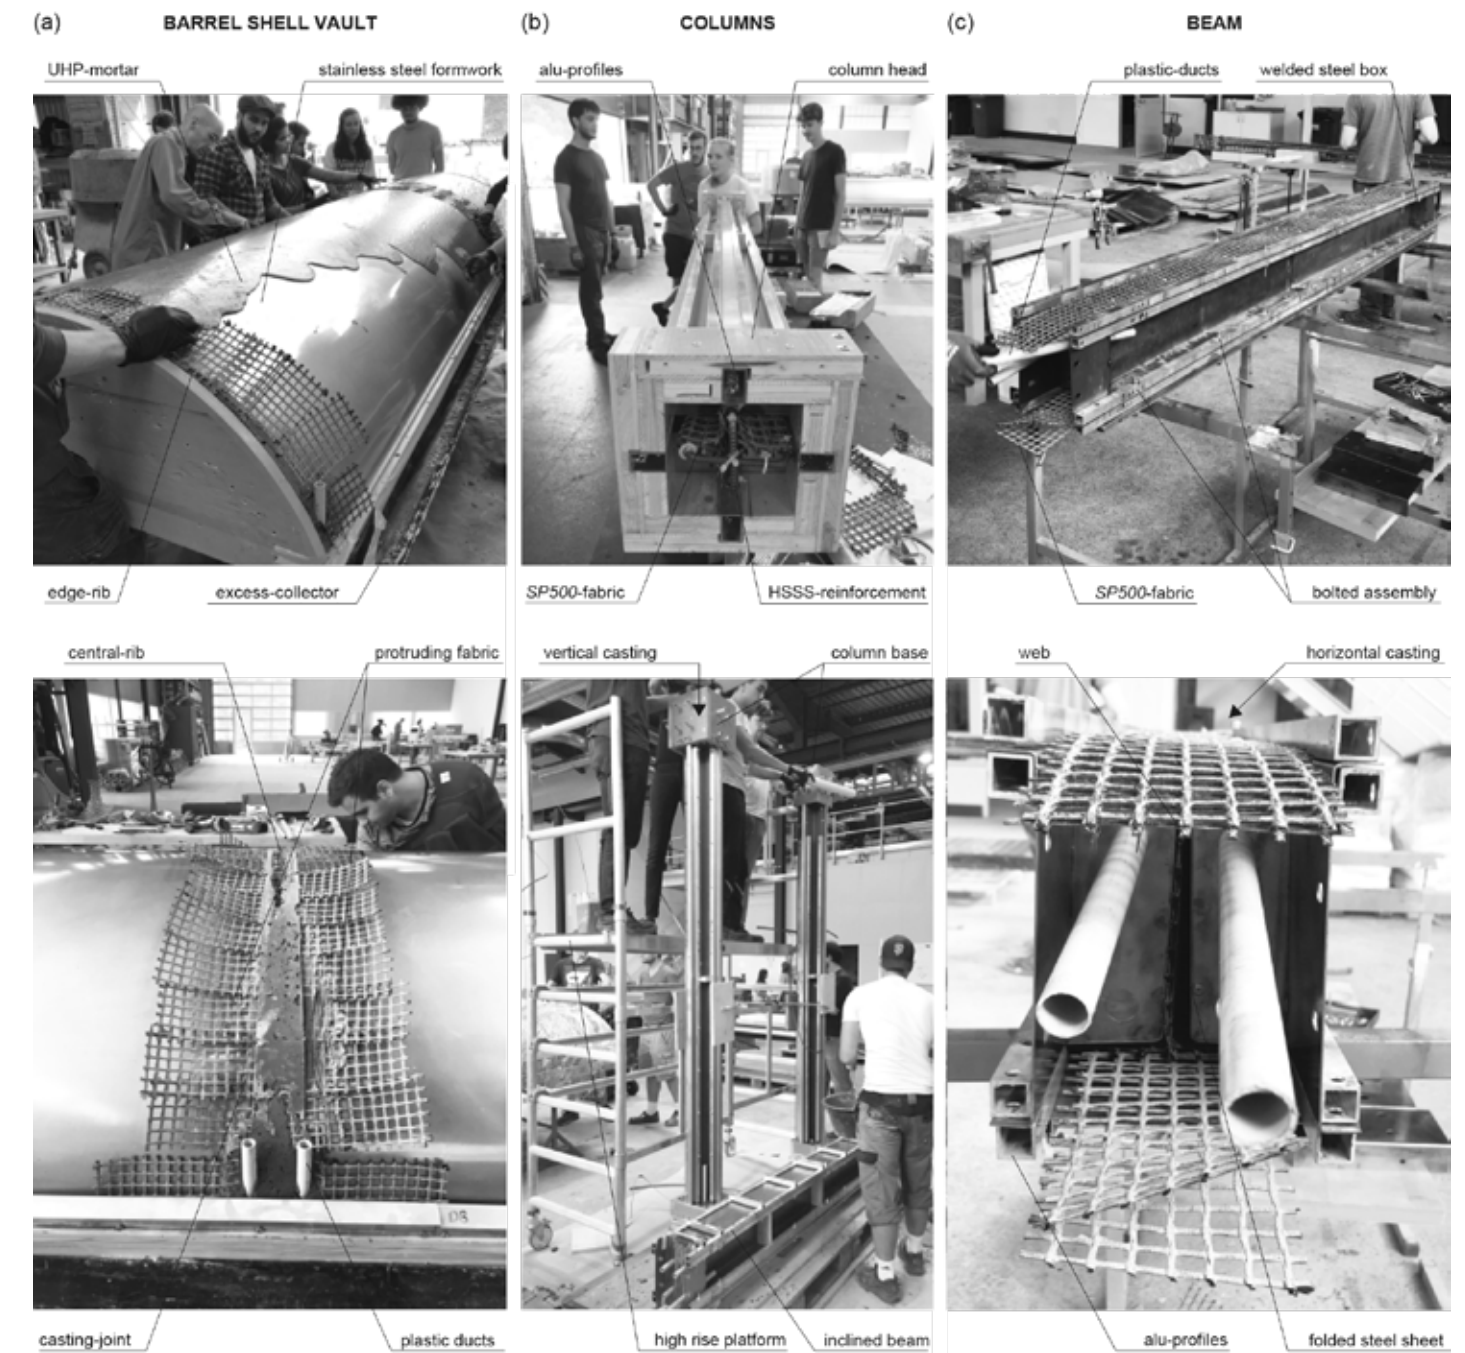 (a) BARREL SHELL VAULT
(b) COLUMNS
(c) BEAM
UHP-mortar
stainless steel formwork
alu-profiles
column head
plastic-ducts
welded steel box
edge-rib
excess-collector
SP500-fabric
HSSS-reinforcement
SP500-fabric
bolted assembly
central-rib
protruding fabric
vertical casting
column base
web
horizontal casting
D3
casting-joint
plastic ducts
high rise platform
inclined beam
alu-profiles
folded steel sheet